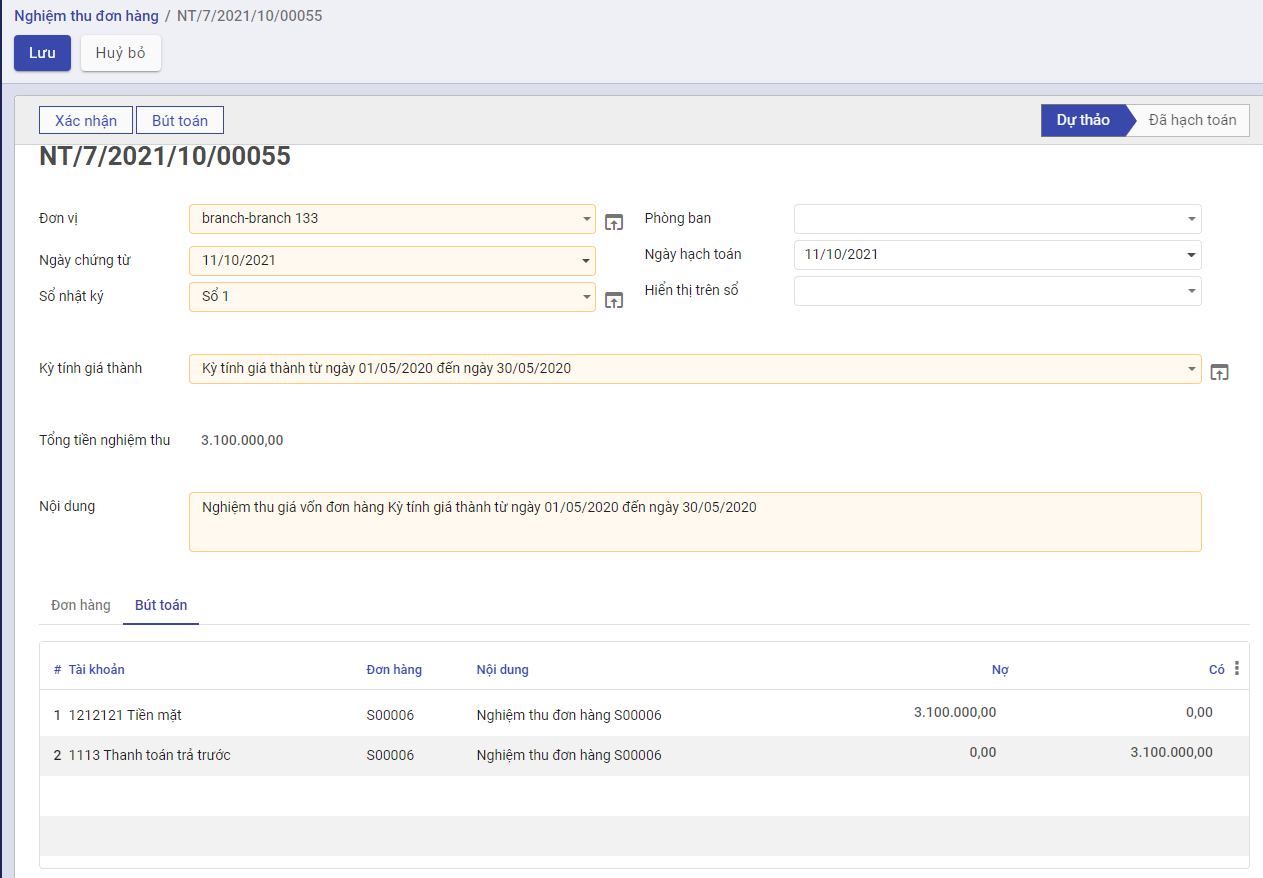 Nghiệm thu đơn hàng / NT/7/2021/10/00055
Lưu Huỷ bỏ
Xác nhận Bút toán Dự thảo Đã hạch toán
NT/7/2021/10/00055
Đơn vị branch-branch 133 Phòng ban
Ngày chứng từ 11/10/2021 Ngày hạch toán 11/10/2021
Sổ nhật ký Sổ 1 Hiển thị trên sổ
Kỳ tính giá thành Kỳ tính giá thành từ ngày 01/05/2020 đến ngày 30/05/2020
Tổng tiền nghiệm thu 3.100.000,00
Nội dung Nghiệm thu giá vốn đơn hàng Kỳ tính giá thành từ ngày 01/05/2020 đến ngày 30/05/2020
Đơn hàng Bút toán
# Tài khoản Đơn hàng Nội dung Nợ Có
1 1212121 Tiền mặt S00006 Nghiệm thu đơn hàng S00006 3.100.000,00 0,00
2 1113 Thanh toán trả trước S00006 Nghiệm thu đơn hàng S00006 0,00 3.100.000,00